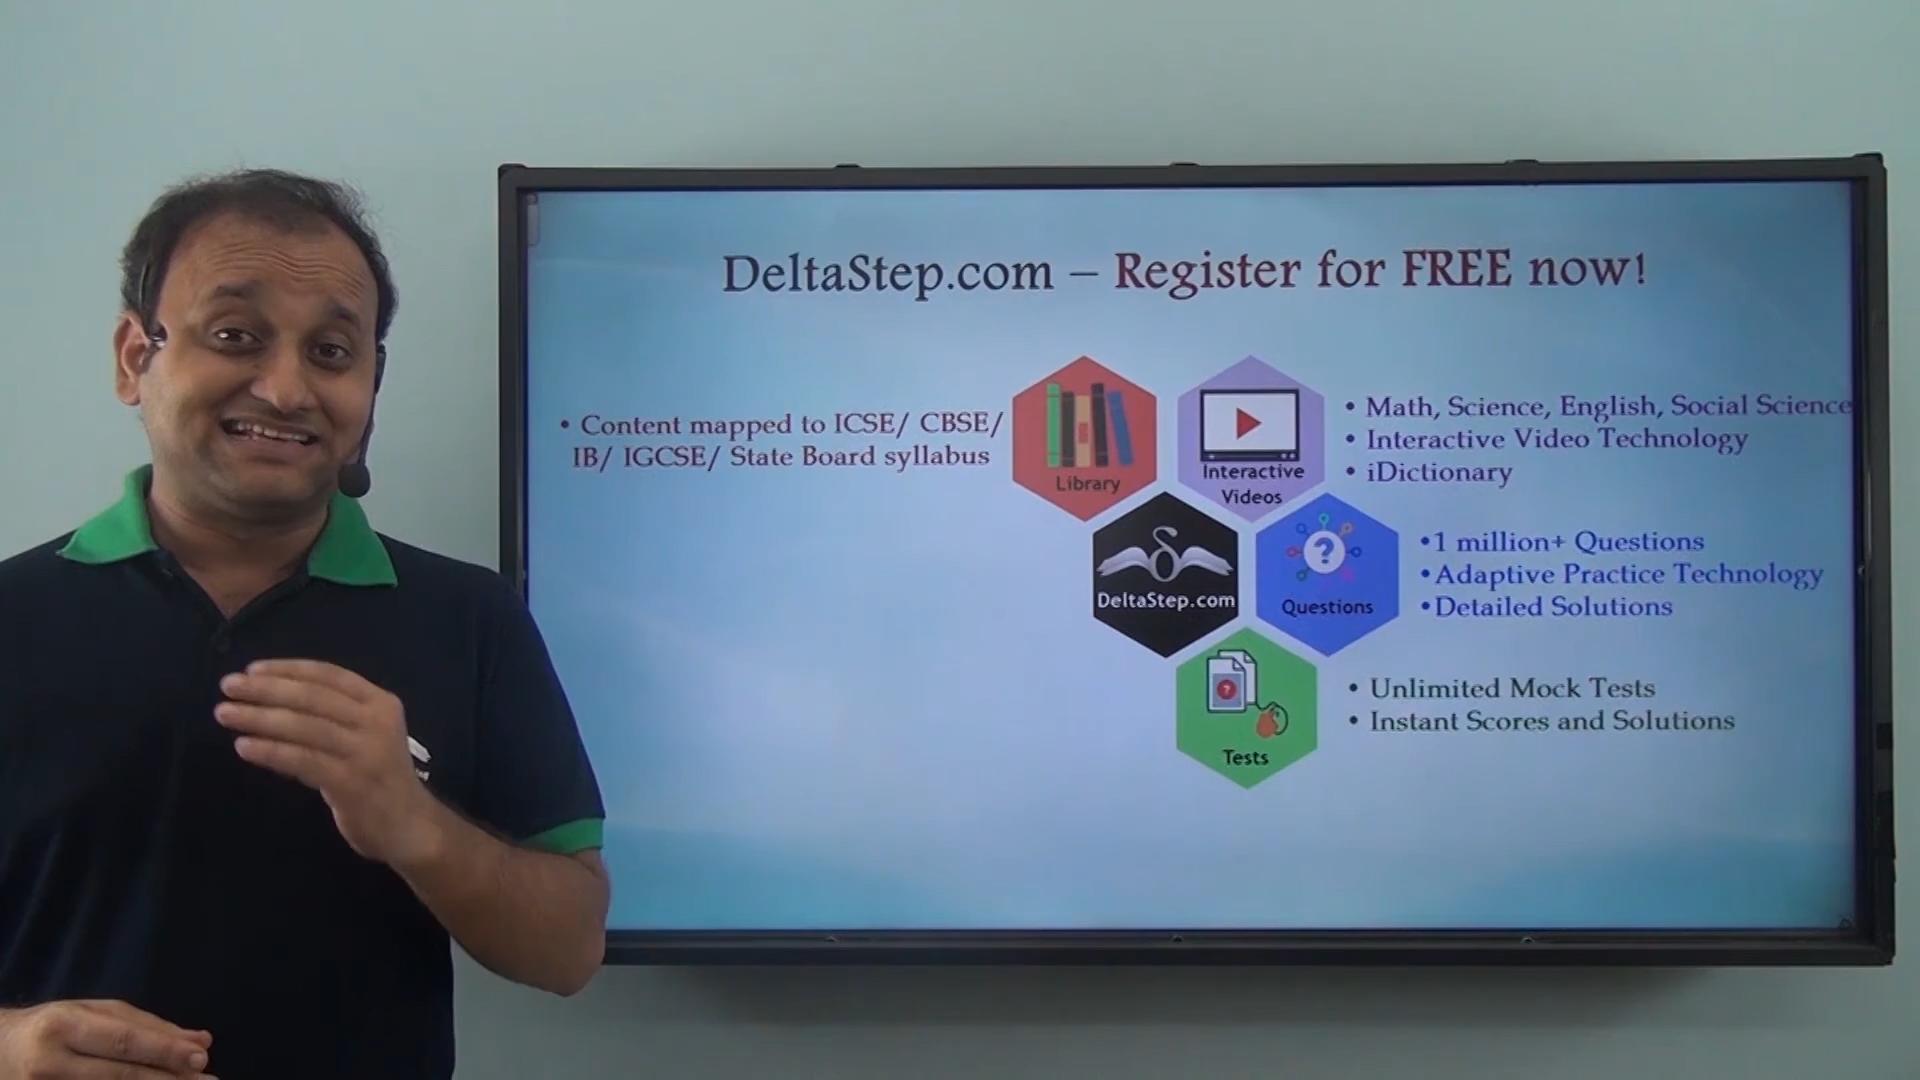 DeltaStep.com – Register for FREE now!
• Content mapped to ICSE/ CBSE/
IB/ IGCSE/ State Board syllabus
Library
Interactive
Videos
• Math, Science, English, Social Science
• Interactive Video Technology
• iDictionary
δ
DeltaStep.com
?
Questions
•1 million+ Questions
•Adaptive Practice Technology
•Detailed Solutions
?
Tests
• Unlimited Mock Tests
• Instant Scores and Solutions